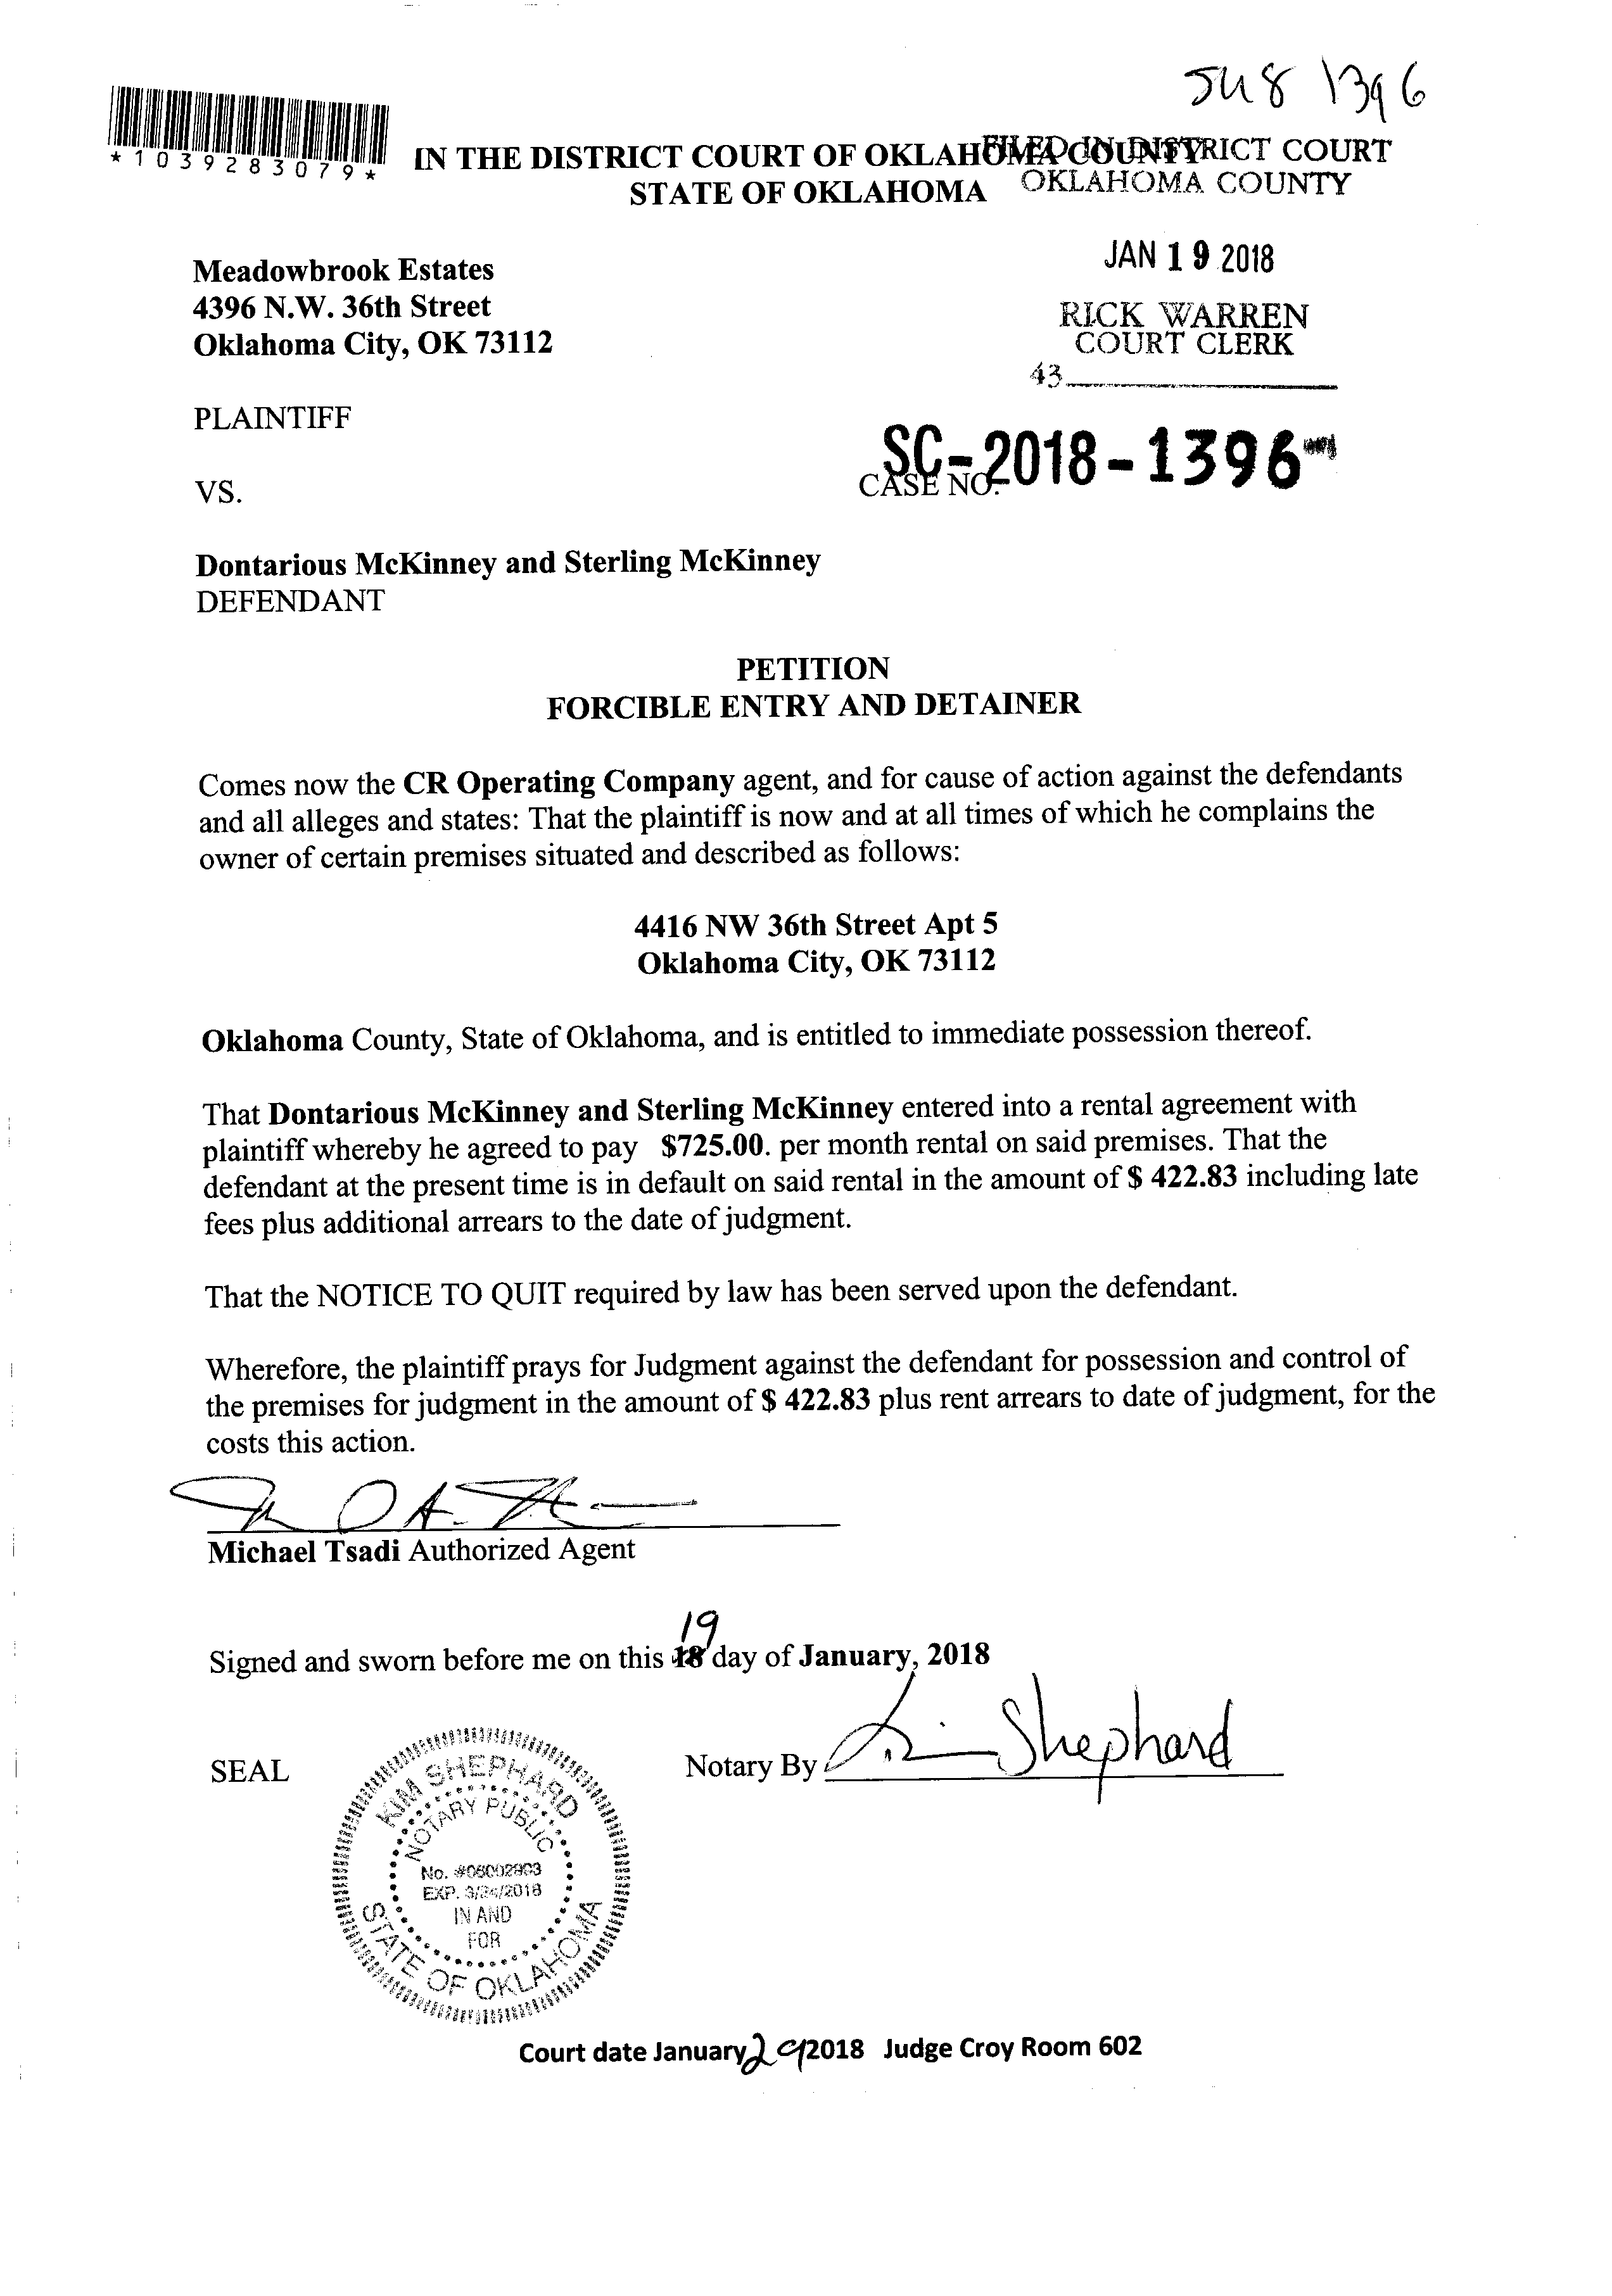 *1039283079*
1396
IN THE DISTRICT COURT OF OKLAHOMA COUNTY
STATE OF OKLAHOMA
FILED IN DISTRICT COURT
OKLAHOMA COUNTY
JAN 19 2018
RICK WARREN
COURT CLERK
43
Meadowbrook Estates
4396 N.W. 36th Street
Oklahoma City, OK 73112
PLAINTIFF
VS.
CASE NO.
SC-2018-1396
Dontarious McKinney and Sterling McKinney
DEFENDANT
PETITION
FORCIBLE ENTRY AND DETAINER
Comes now the CR Operating Company agent, and for cause of action against the defendants
and all alleges and states: That the plaintiff is now and at all times of which he complains the
owner of certain premises situated and described as follows:
4416 NW 36th Street Apt 5
Oklahoma City, OK 73112
Oklahoma County, State of Oklahoma, and is entitled to immediate possession thereof.
That Dontarious McKinney and Sterling McKinney entered into a rental agreement with
plaintiff whereby he agreed to pay $725.00. per month rental on said premises. That the
defendant at the present time is in default on said rental in the amount of $ 422.83 including late
fees plus additional arrears to the date of judgment.
That the NOTICE TO QUIT required by law has been served upon the defendant.
Wherefore, the plaintiff prays for Judgment against the defendant for possession and control of
the premises for judgment in the amount of $ 422.83 plus rent arrears to date of judgment, for the
costs this action.
Michael Tsadi Authorized Agent
19
Signed and sworn before me on this 18 day of January, 2018
SEAL
Notary By Kim Shephard
KIM SHEPHARD
NOTARY PUBLIC
No.
EXP.
IN AND
FOR
STATE OF OKLAHOMA
Court date January 29 2018 Judge Croy Room 602